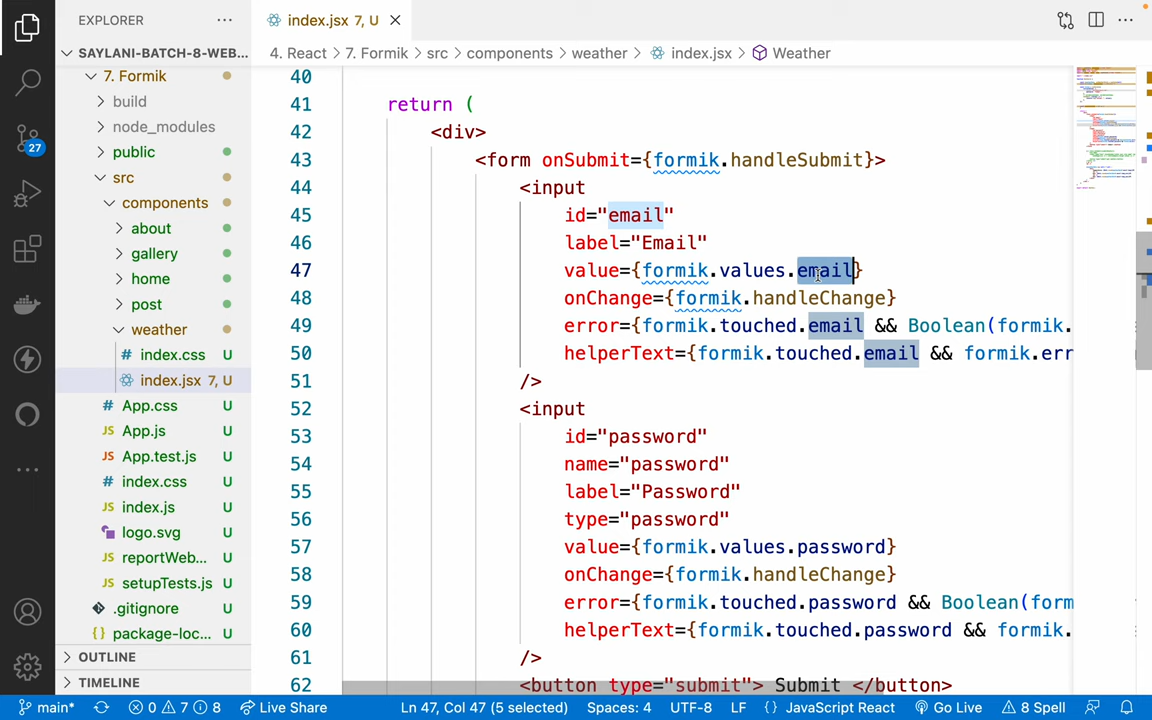 EXPLORER
index.jsx 7, U
SAYLANI-BATCH-8-WEB...
4. React > 7. Formik > src > components > weather > index.jsx > Weather
7. Formik
build
node_modules
public
src
components
about
gallery
home
post
weather
index.css U
index.jsx 7, U
App.css U
App.js U
App.test.js U
index.css U
index.js U
logo.svg U
reportWeb... U
setupTests.js U
.gitignore U
package-loc... U
OUTLINE
TIMELINE
27
40
41 return (
42 <div>
43 <form onSubmit={formik.handleSubmit}>
44 <input
45 id="email"
46 label="Email"
47 value={formik.values.email}
48 onChange={formik.handleChange}
49 error={formik.touched.email && Boolean(formik.
50 helperText={formik.touched.email && formik.err
51 />
52 <input
53 id="password"
54 name="password"
55 label="Password"
56 type="password"
57 value={formik.values.password}
58 onChange={formik.handleChange}
59 error={formik.touched.password && Boolean(form
60 helperText={formik.touched.password && formik.
61 />
62 <button type="submit"> Submit </button>
main* 0 7 8 Live Share Ln 47, Col 47 (5 selected) Spaces: 4 UTF-8 LF {} JavaScript React Go Live 8 Spell